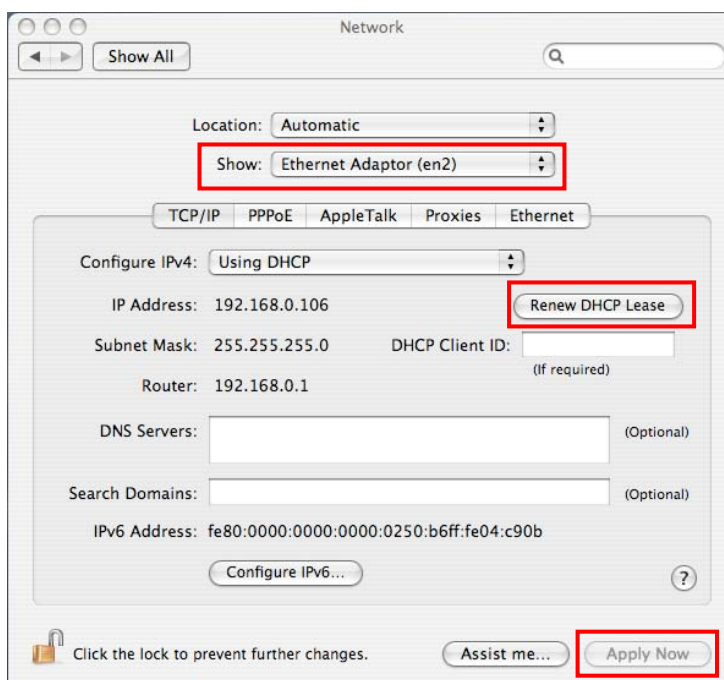 Network
Show All
Location: Automatic
Show: Ethernet Adaptor (en2)
TCP/IP PPPoE AppleTalk Proxies Ethernet
Configure IPv4: Using DHCP
IP Address: 192.168.0.106 Renew DHCP Lease
Subnet Mask: 255.255.255.0 DHCP Client ID:
(If required)
Router: 192.168.0.1
DNS Servers: (Optional)
Search Domains: (Optional)
IPv6 Address: fe80:0000:0000:0000:0250:b6ff:fe04:c90b
Configure IPv6... ?
Click the lock to prevent further changes. Assist me... Apply Now